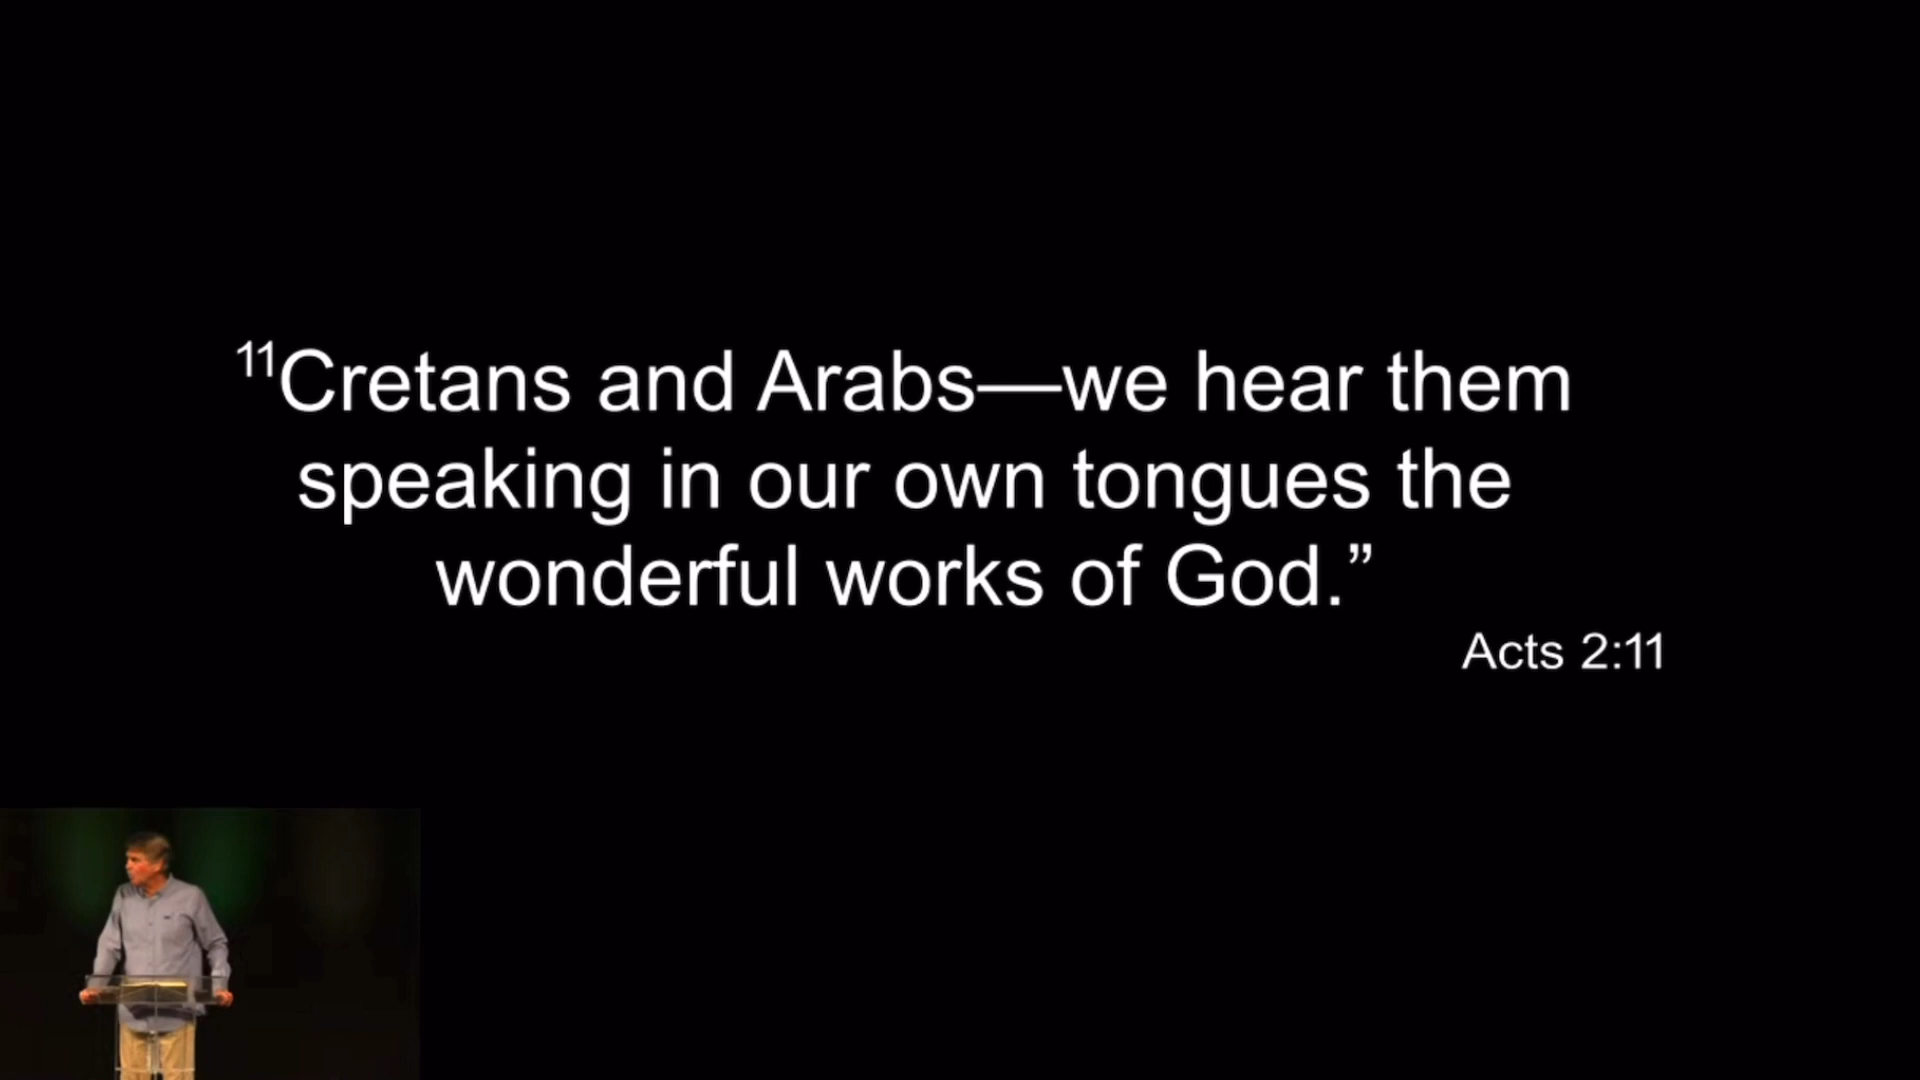 ¹¹Cretans and Arabs—we hear them
speaking in our own tongues the
wonderful works of God.”
Acts 2:11